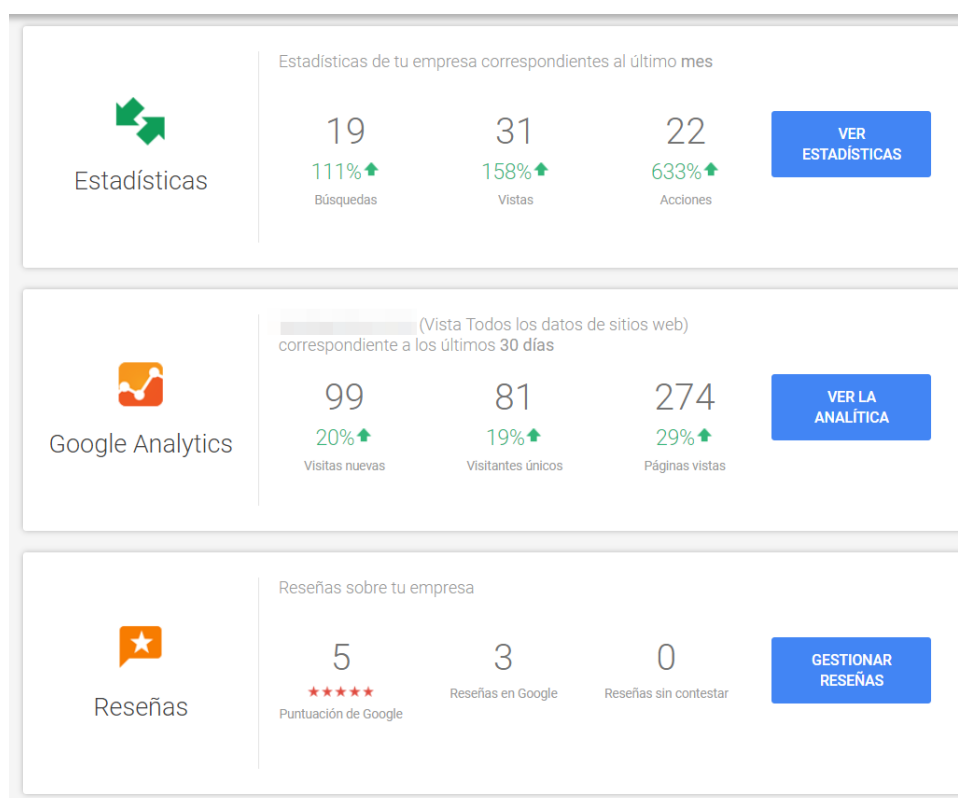 Estadísticas de tu empresa correspondientes al último mes
Estadísticas
19
31
22
111%
158%
633%
Búsquedas
Vistas
Acciones
VER
ESTADÍSTICAS
Google Analytics
(Vista Todos los datos de sitios web)
correspondiente a los últimos 30 días
99
81
274
20%
19%
29%
Visitas nuevas
Visitantes únicos
Páginas vistas
VER LA
ANALÍTICA
Reseñas
Reseñas sobre tu empresa
5
3
0
Puntuación de Google
Reseñas en Google
Reseñas sin contestar
GESTIONAR
RESEÑAS